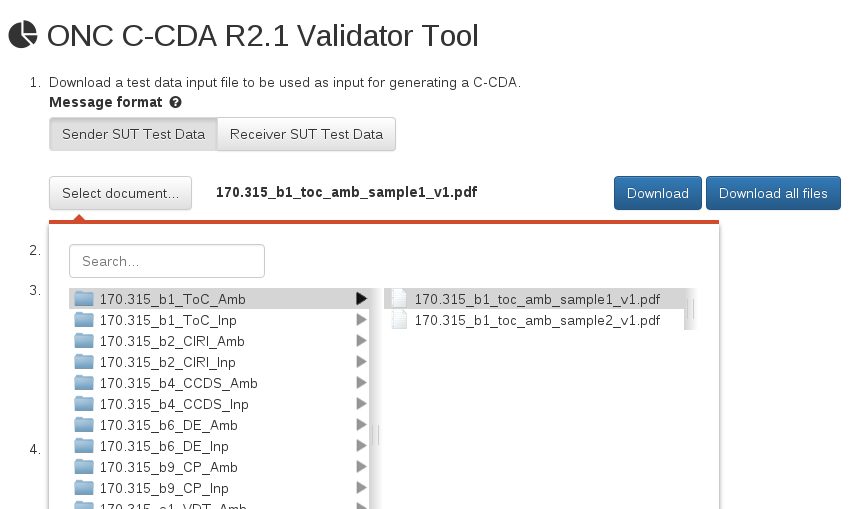 ONC C-CDA R2.1 Validator Tool
1. Download a test data input file to be used as input for generating a C-CDA.
Message format ?
Sender SUT Test Data Receiver SUT Test Data
Select document... 170.315_b1_toc_amb_sample1_v1.pdf Download Download all files
2.
Search...
3.
170.315_b1_ToC_Amb 170.315_b1_toc_amb_sample1_v1.pdf
170.315_b1_ToC_Inp 170.315_b1_toc_amb_sample2_v1.pdf
170.315_b2_CIRI_Amb
170.315_b2_CIRI_Inp
170.315_b4_CCDS_Amb
170.315_b4_CCDS_Inp
170.315_b6_DE_Amb
170.315_b6_DE_Inp
4.
170.315_b9_CP_Amb
170.315_b9_CP_Inp
170.315_e1_VDT_Amb